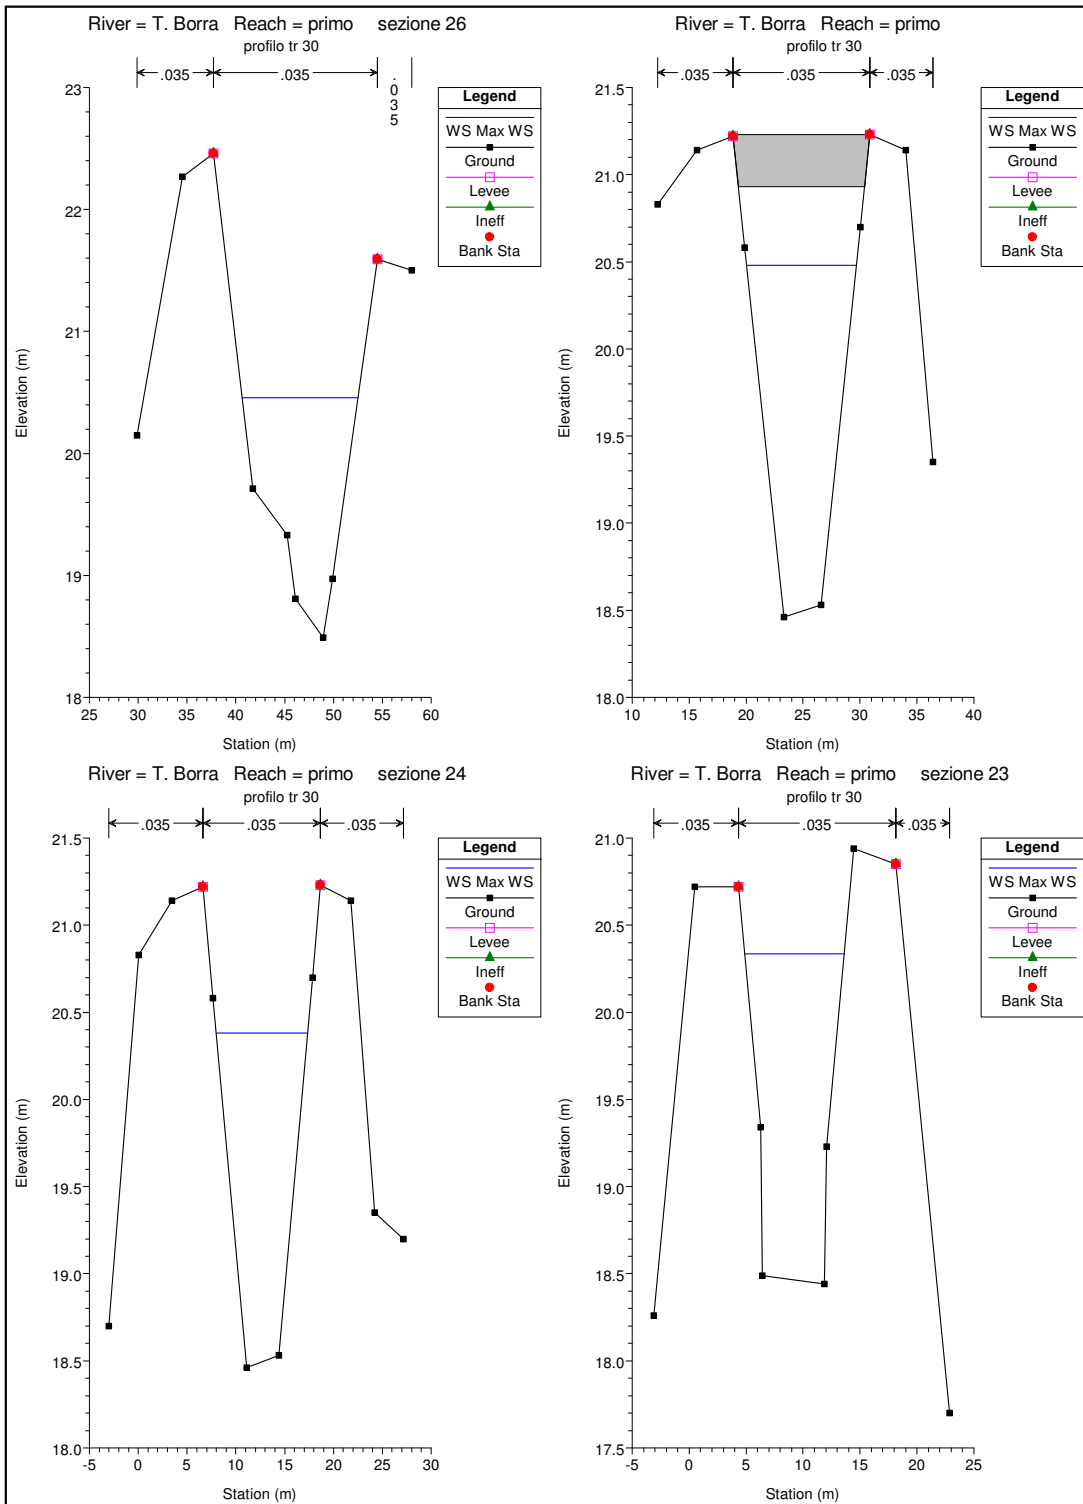 River = T. Borra Reach = primo sezione 26
profilo tr 30
.035
.035
.035
23
22
21
20
19
18
Elevation (m)
25 30 35 40 45 50 55 60
Station (m)
Legend
WS Max WS
Ground
Levee
Ineff
Bank Sta
River = T. Borra Reach = primo
profilo tr 30
.035
.035
.035
21.5
21.0
20.5
20.0
19.5
19.0
18.5
18.0
Elevation (m)
10 15 20 25 30 35 40
Station (m)
Legend
WS Max WS
Ground
Levee
Ineff
Bank Sta
River = T. Borra Reach = primo sezione 24
profilo tr 30
.035
.035
.035
21.5
21.0
20.5
20.0
19.5
19.0
18.5
18.0
Elevation (m)
-5 0 5 10 15 20 25 30
Station (m)
Legend
WS Max WS
Ground
Levee
Ineff
Bank Sta
River = T. Borra Reach = primo sezione 23
profilo tr 30
.035
.035
.035
21.0
20.5
20.0
19.5
19.0
18.5
18.0
17.5
Elevation (m)
-5 0 5 10 15 20 25
Station (m)
Legend
WS Max WS
Ground
Levee
Ineff
Bank Sta